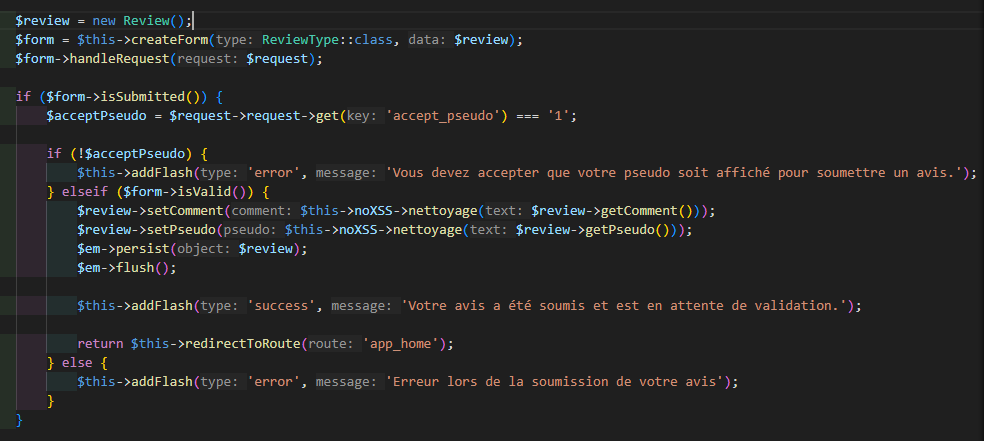 $review = new Review();
$form = $this->createForm(type: ReviewType::class, data: $review);
$form->handleRequest(request: $request);
if ($form->isSubmitted()) {
$acceptPseudo = $request->request->get(key: 'accept_pseudo') === '1';
if (!$acceptPseudo) {
$this->addFlash(type: 'error', message: 'Vous devez accepter que votre pseudo soit affiché pour soumettre un avis.');
} elseif ($form->isValid()) {
$review->setComment(comment: $this->noXSS->nettoyage(text: $review->getComment()));
$review->setPseudo(pseudo: $this->noXSS->nettoyage(text: $review->getPseudo()));
$em->persist(object: $review);
$em->flush();
$this->addFlash(type: 'success', message: 'Votre avis a été soumis et est en attente de validation.');
return $this->redirectToRoute(route: 'app_home');
} else {
$this->addFlash(type: 'error', message: 'Erreur lors de la soumission de votre avis');
}
}